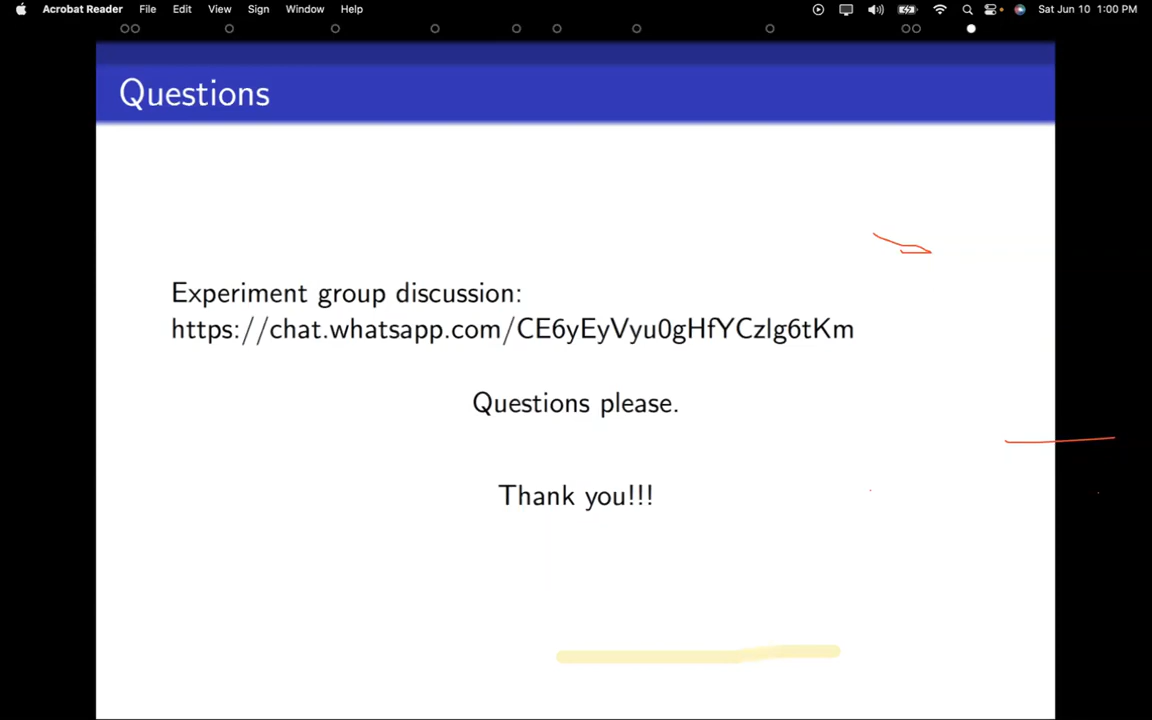 Acrobat Reader File Edit View Sign Window Help Sat Jun 10 1:00 PM
Questions
Experiment group discussion:
https://chat.whatsapp.com/CE6yEyVyu0gHfYCzIg6tKm
Questions please.
Thank you!!!